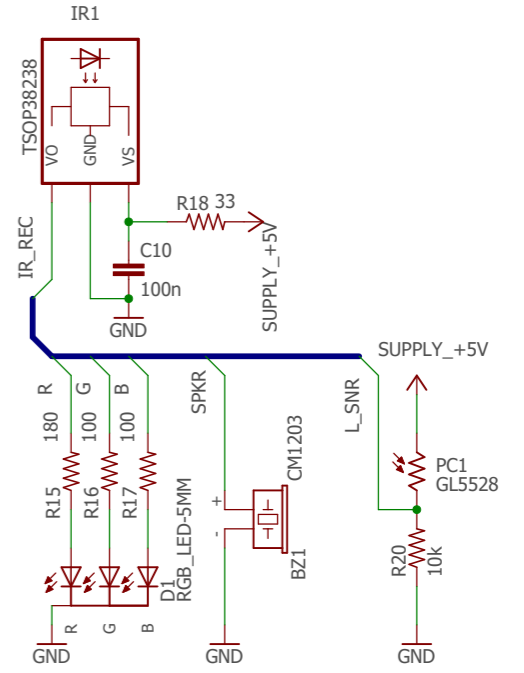 IR1
TSOP38238
VO
GND
VS
R18 33
SUPPLY_+5V
C10
100n
GND
IR_REC
SUPPLY_+5V
R
G
B
SPKR
L_SNR
180
100
100
R15
R16
R17
CM1203
+
-
BZ1
PC1
GL5528
R20
10k
D1
RGB_LED-5MM
R
G
B
GND
GND
GND